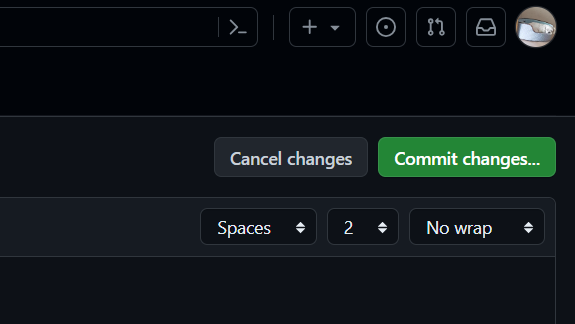 Cancel changes
Commit changes...
Spaces
2
No wrap